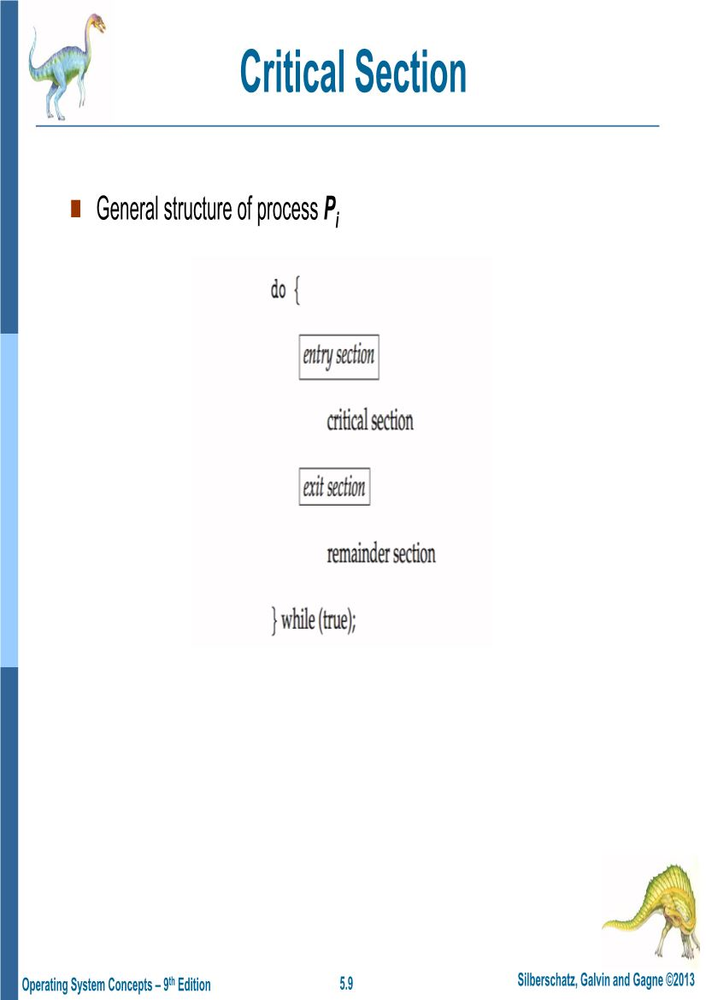 Critical Section
General structure of process Pi
do {
entry section
critical section
exit section
remainder section
} while (true);
Operating System Concepts – 9th Edition
5.9
Silberschatz, Galvin and Gagne ©2013